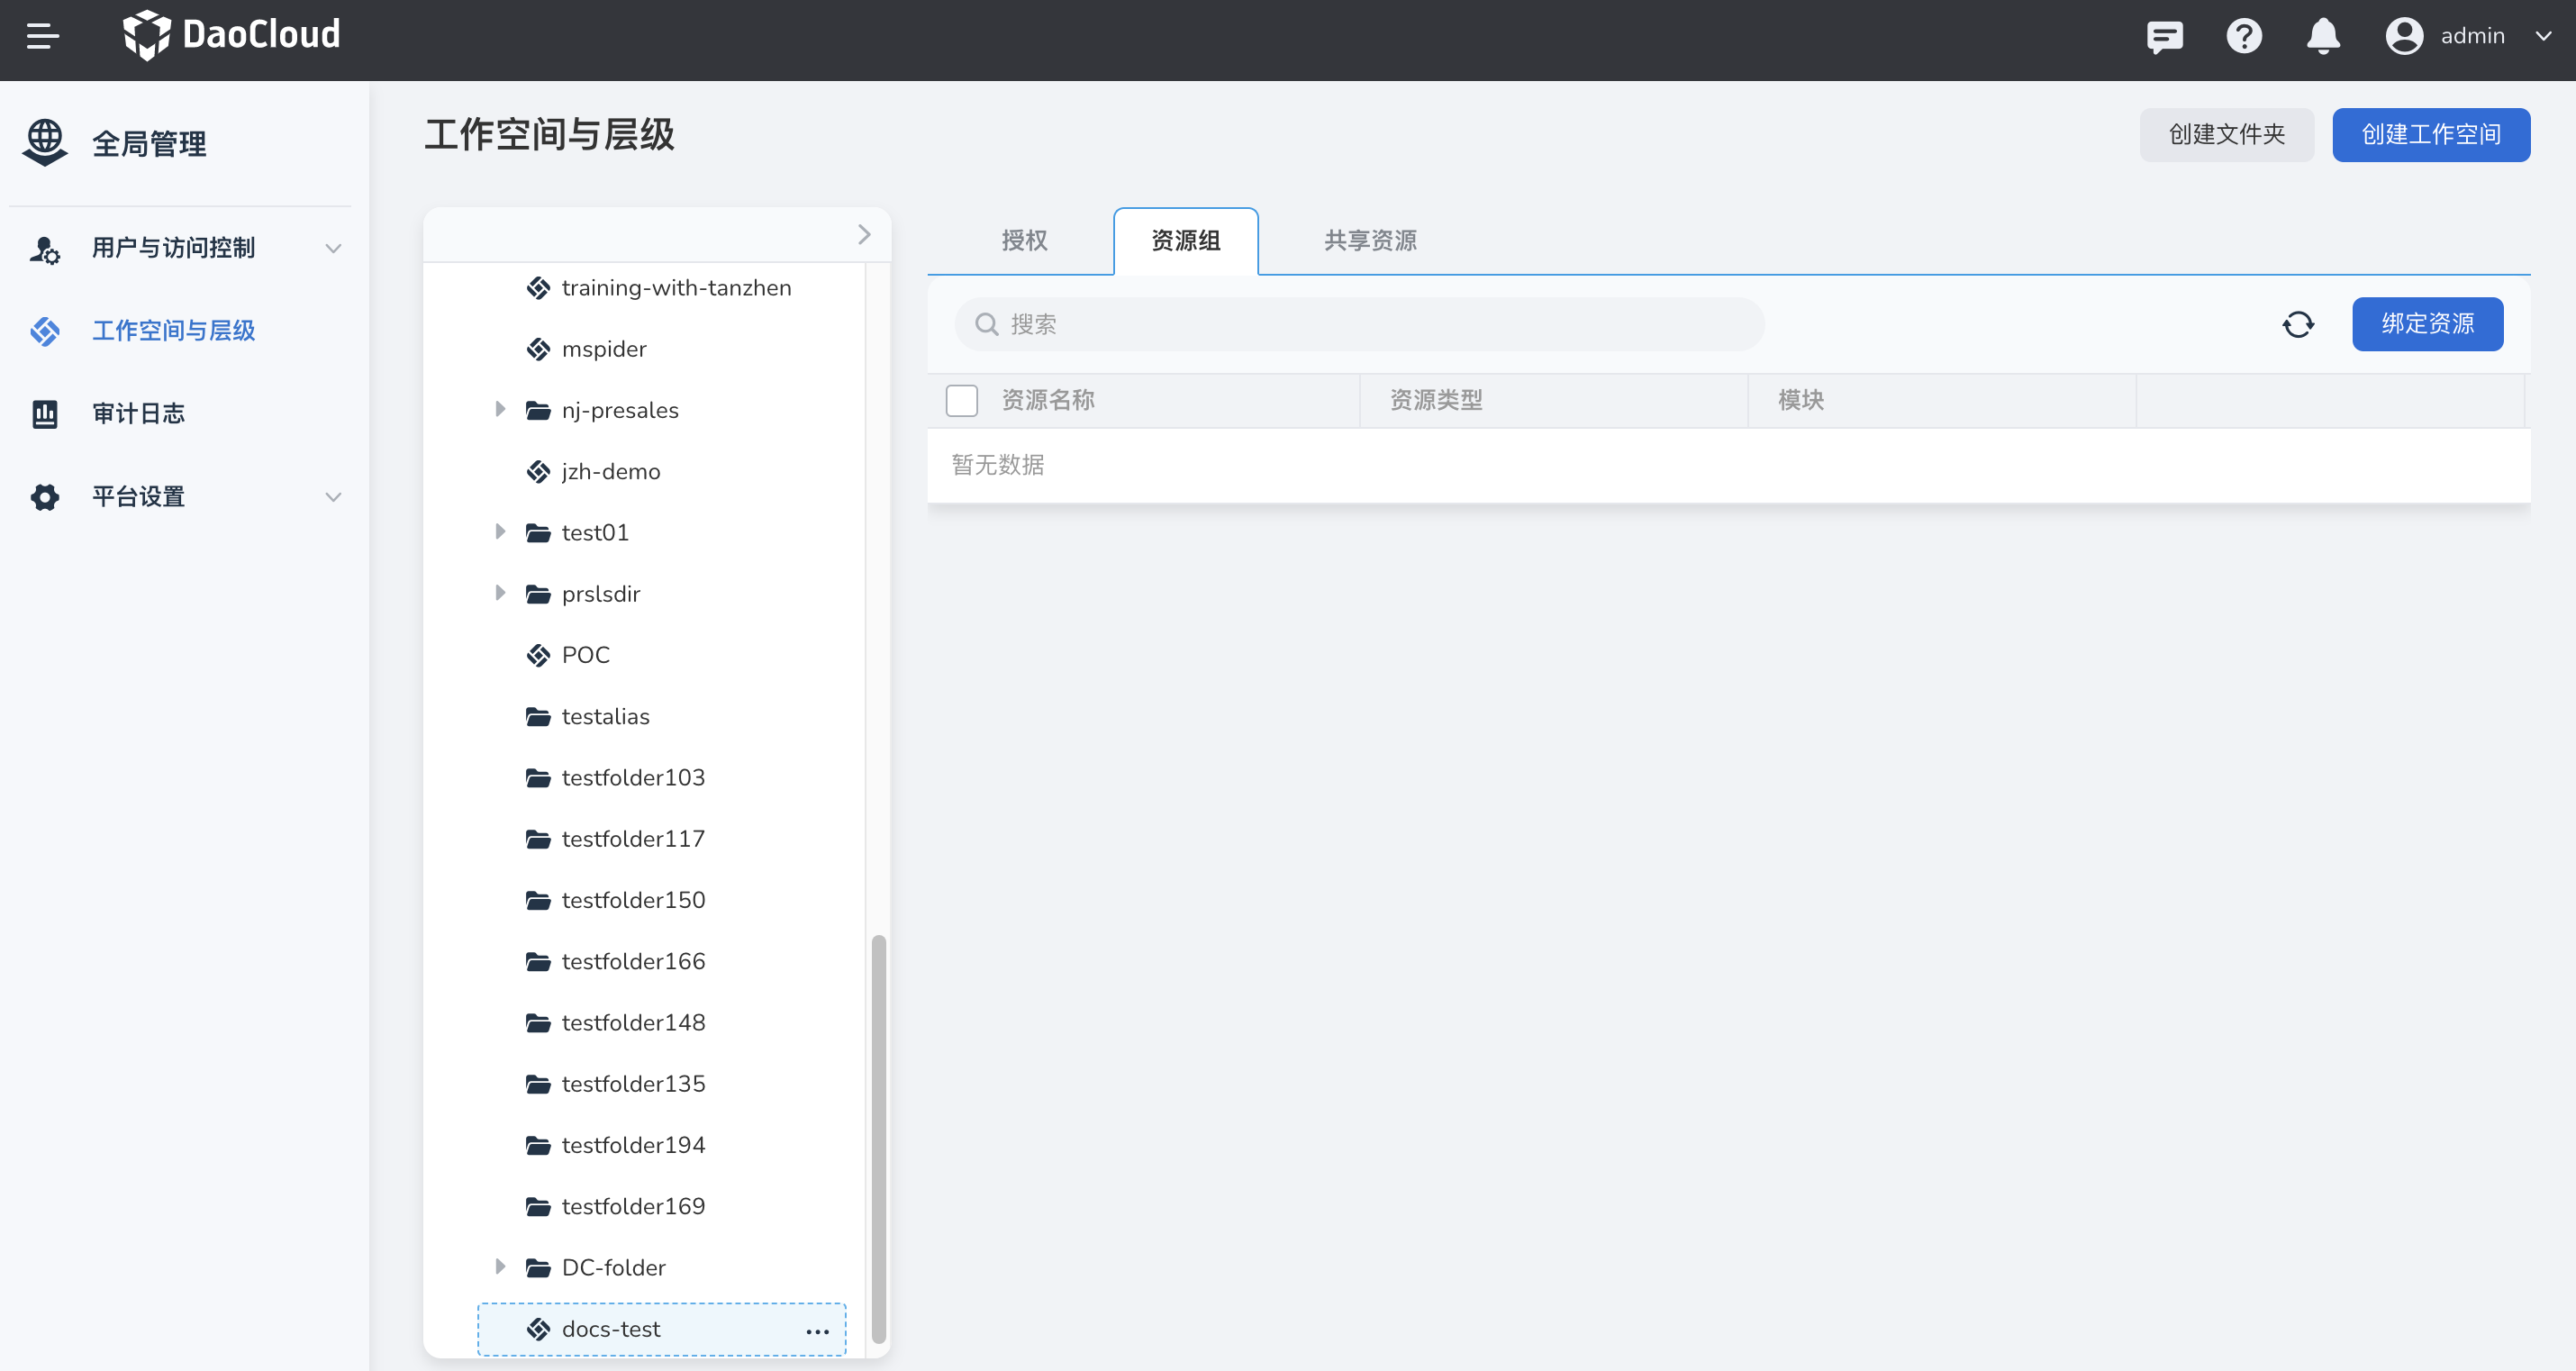 DaoCloud
admin
全局管理
用户与访问控制
工作空间与层级
审计日志
平台设置
工作空间与层级
创建文件夹
创建工作空间
training-with-tanzhen
mspider
nj-presales
jzh-demo
test01
prslsdir
POC
testalias
testfolder103
testfolder117
testfolder150
testfolder166
testfolder148
testfolder135
testfolder194
testfolder169
DC-folder
docs-test
授权
资源组
共享资源
搜索
绑定资源
资源名称
资源类型
模块
暂无数据